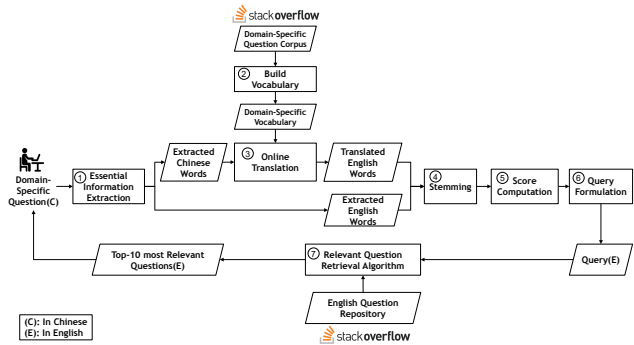 stackoverflow
Domain-Specific
Question Corpus
② Build
Vocabulary
Domain-Specific
Vocabulary
Extracted
Chinese
Words
③ Online
Translation
Translated
English
Words
Domain-
Specific
Question(C)
① Essential
Information
Extraction
Extracted
English
Words
④
Stemming
⑤ Score
Computation
⑥ Query
Formulation
Top-10 most Relevant
Questions(E)
⑦ Relevant Question
Retrieval Algorithm
Query(E)
English Question
Repository
stackoverflow
(C): In Chinese
(E): In English